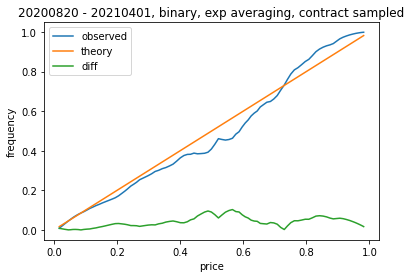 20200820 - 20210401, binary, exp averaging, contract sampled
observed
theory
diff
frequency
1.0
0.8
0.6
0.4
0.2
0.0
0.0 0.2 0.4 0.6 0.8 1.0
price